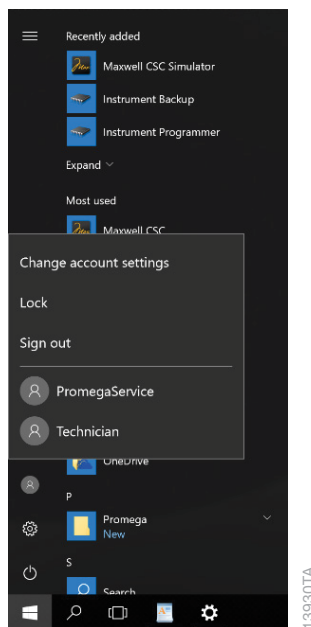 Recently added
Maxwell CSC Simulator
Instrument Backup
Instrument Programmer
Expand
Most used
Maxwell CSC
Change account settings
Lock
Sign out
PromegaService
Technician
OneDrive
P
Promega
New
S
Search
13930TA